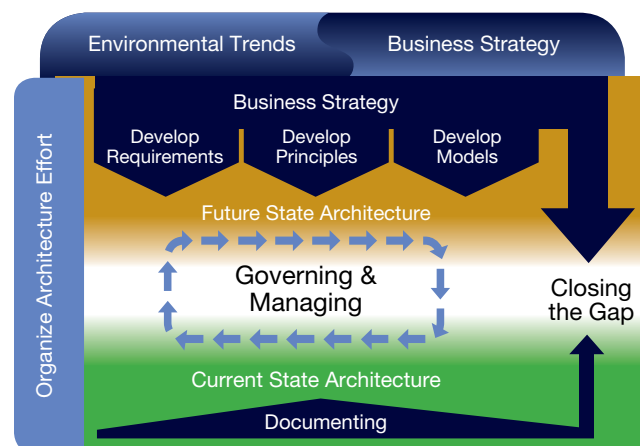 Environmental Trends
Business Strategy
Organize Architecture Effort
Business Strategy
Develop
Requirements
Develop
Principles
Develop
Models
Future State Architecture
Governing &
Managing
Closing
the Gap
Current State Architecture
Documenting